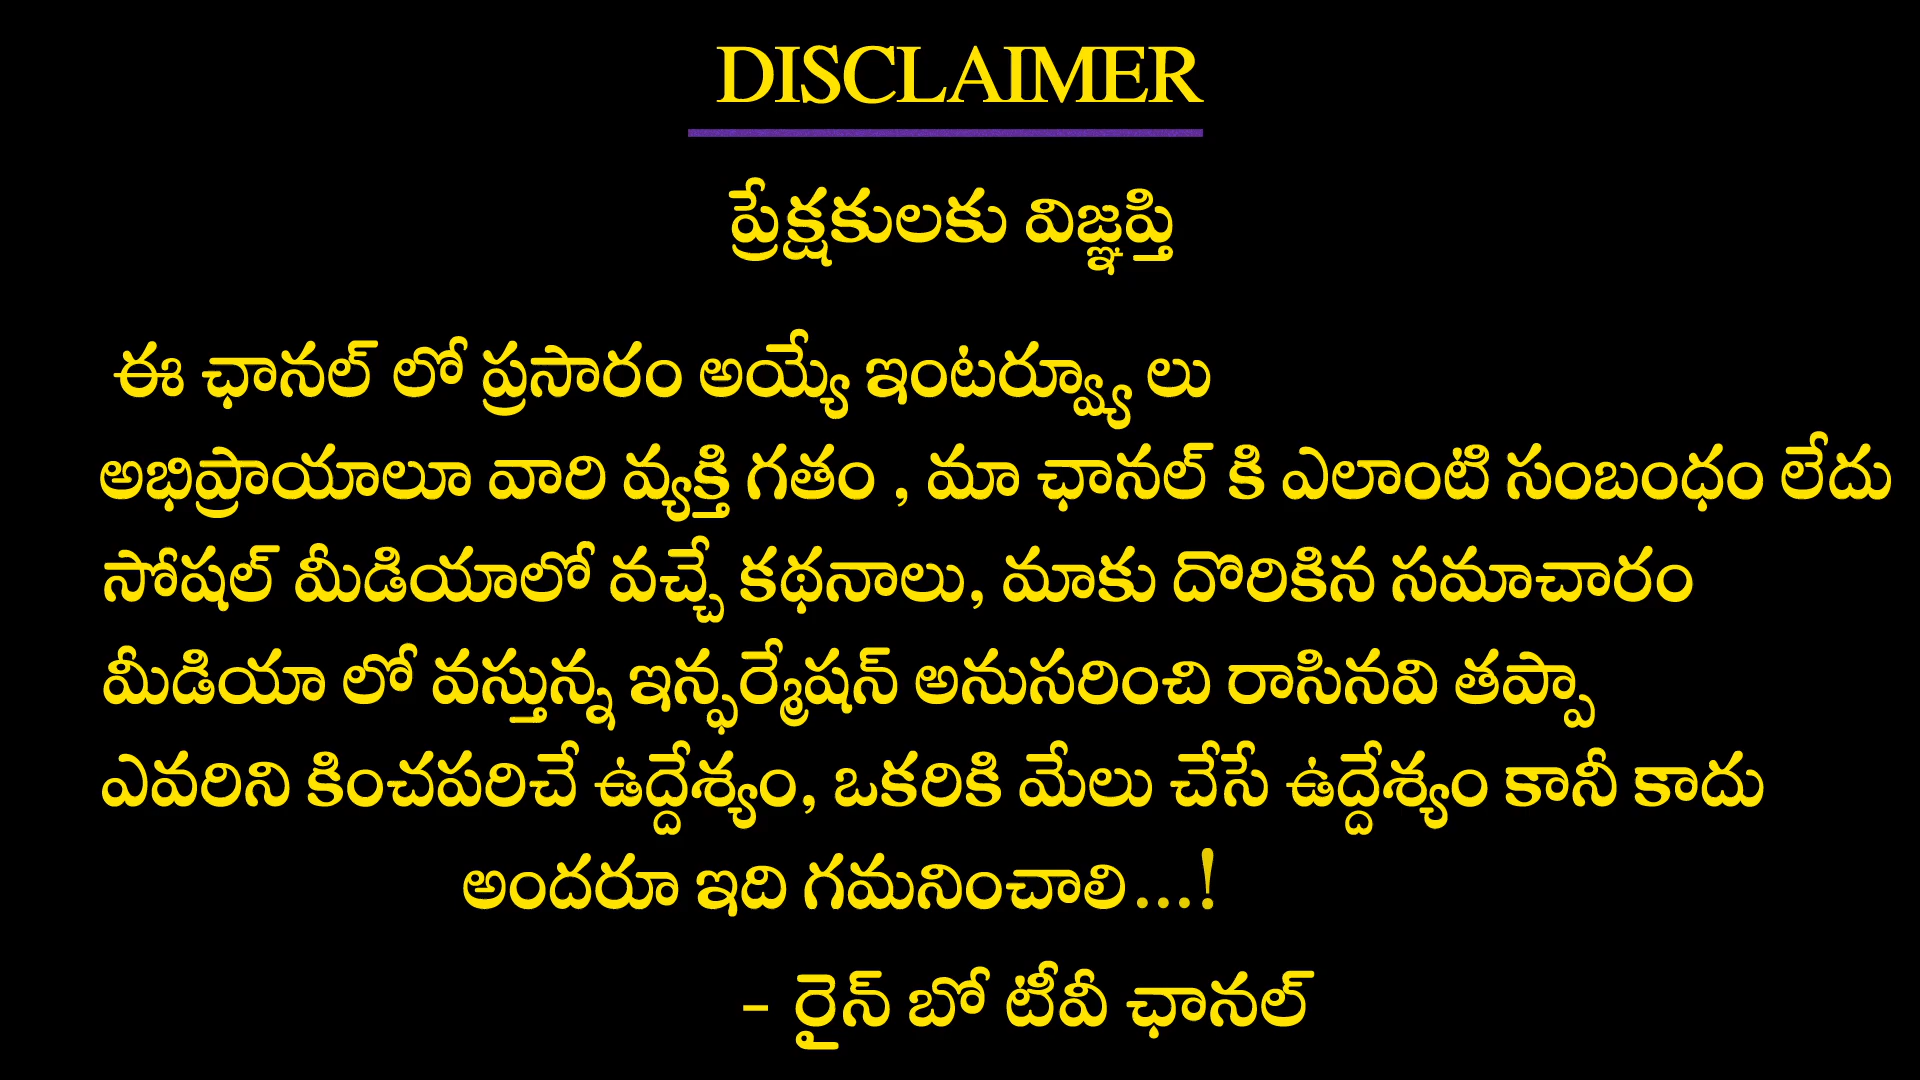 DISCLAIMER
ప్రేక్షకులకు విజ్ఞప్తి
ఈ ఛానల్ లో ప్రసారం అయ్యే ఇంటర్వ్యూ లు
అభిప్రాయాలూ వారి వ్యక్తి గతం , మా ఛానల్ కి ఎలాంటి సంబంధం లేదు
సోషల్ మీడియాలో వచ్చే కథనాలు, మాకు దొరికిన సమాచారం
మీడియా లో వస్తున్న ఇన్ఫర్మేషన్ అనుసరించి రాసినవి తప్పా
ఎవరిని కించపరిచే ఉద్దేశ్యం, ఒకరికి మేలు చేసే ఉద్దేశ్యం కానీ కాదు
అందరూ ఇది గమనించాలి...!
- రైన్ బో టీవీ ఛానల్